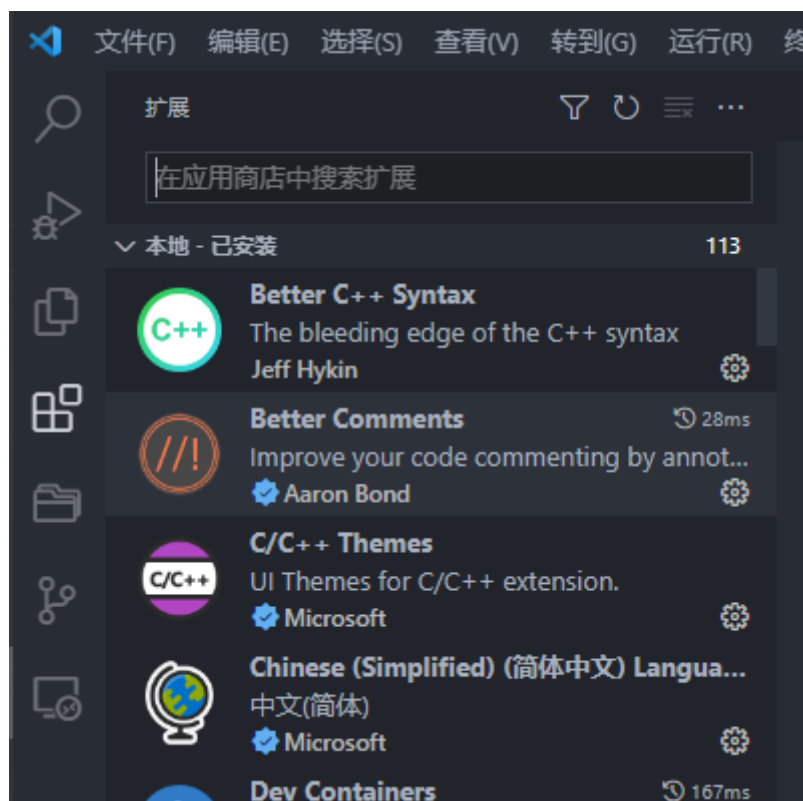 文件(F) 编辑(E) 选择(S) 查看(V) 转到(G) 运行(R)
扩展
在应用商店中搜索扩展
本地 - 已安装 113
C++
Better C++ Syntax
The bleeding edge of the C++ syntax
Jeff Hykin
//!
Better Comments 28ms
Improve your code commenting by annot...
Aaron Bond
C/C++
C/C++ Themes
UI Themes for C/C++ extension.
Microsoft
Chinese (Simplified) (简体中文) Langua...
中文(简体)
Microsoft
Dev Containers 167ms